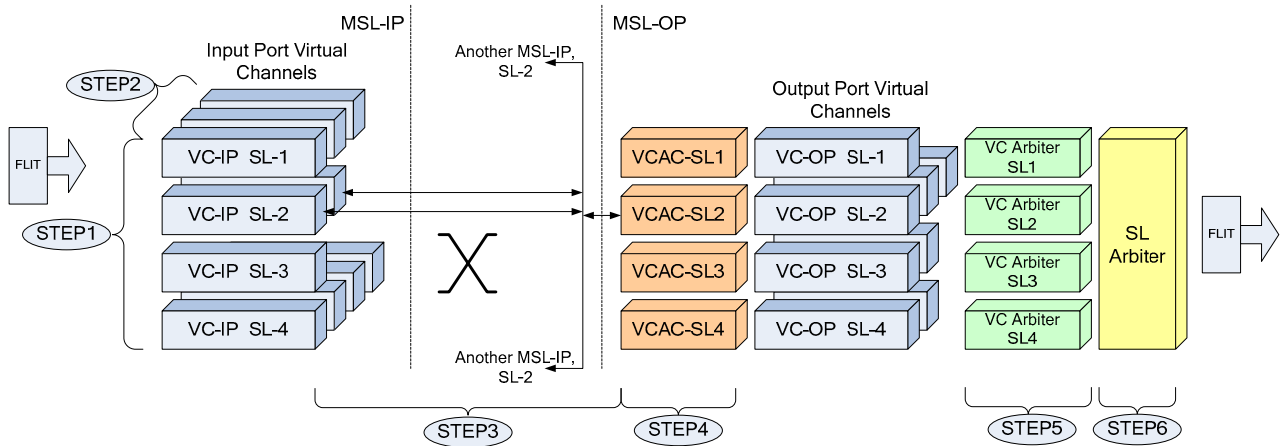 MSL-IP
MSL-OP
Input Port Virtual
Channels
Another MSL-IP,
SL-2
STEP2
Output Port Virtual
Channels
FLIT
VC-IP SL-1
VC-IP SL-2
VC-IP SL-3
VC-IP SL-4
STEP1
VCAC-SL1
VCAC-SL2
VCAC-SL3
VCAC-SL4
VC-OP SL-1
VC-OP SL-2
VC-OP SL-3
VC-OP SL-4
VC Arbiter
SL1
VC Arbiter
SL2
VC Arbiter
SL3
VC Arbiter
SL4
SL
Arbiter
FLIT
Another MSL-IP,
SL-2
STEP3
STEP4
STEP5
STEP6